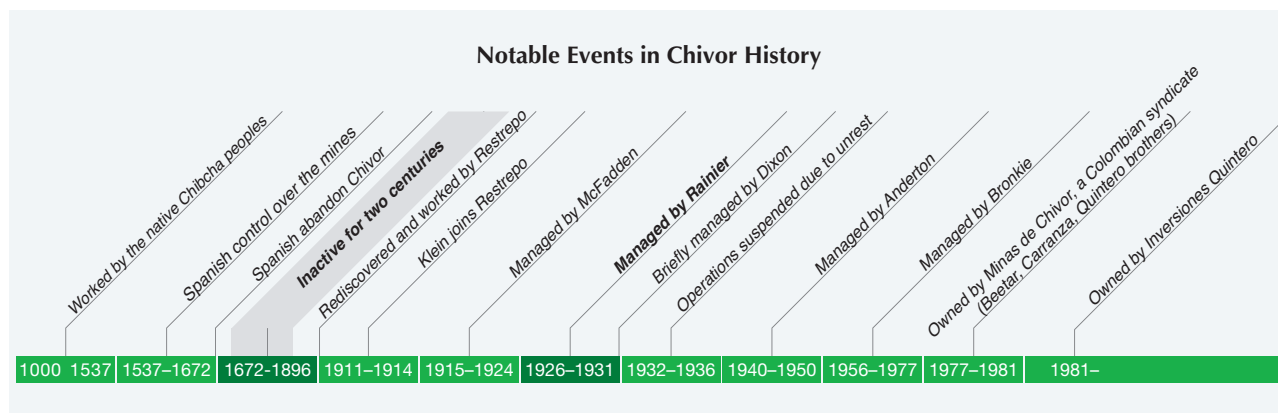 Notable Events in Chivor History
Worked by the native Chibcha peoples
Spanish control over the mines
Spanish abandon Chivor
Inactive for two centuries
Rediscovered and worked by Restrepo
Klein joins Restrepo
Managed by McFadden
Managed by Rainier
Briefly managed by Dixon
Operations suspended due to unrest
Managed by Anderton
Managed by Bronkie
Owned by Minas de Chivor, a Colombian syndicate
(Beetar, Carranza, Quintero brothers)
Owned by Inversiones Quintero
1000 1537 1537–1672 1672-1896 1911–1914 1915–1924 1926–1931 1932–1936 1940–1950 1956–1977 1977–1981 1981–